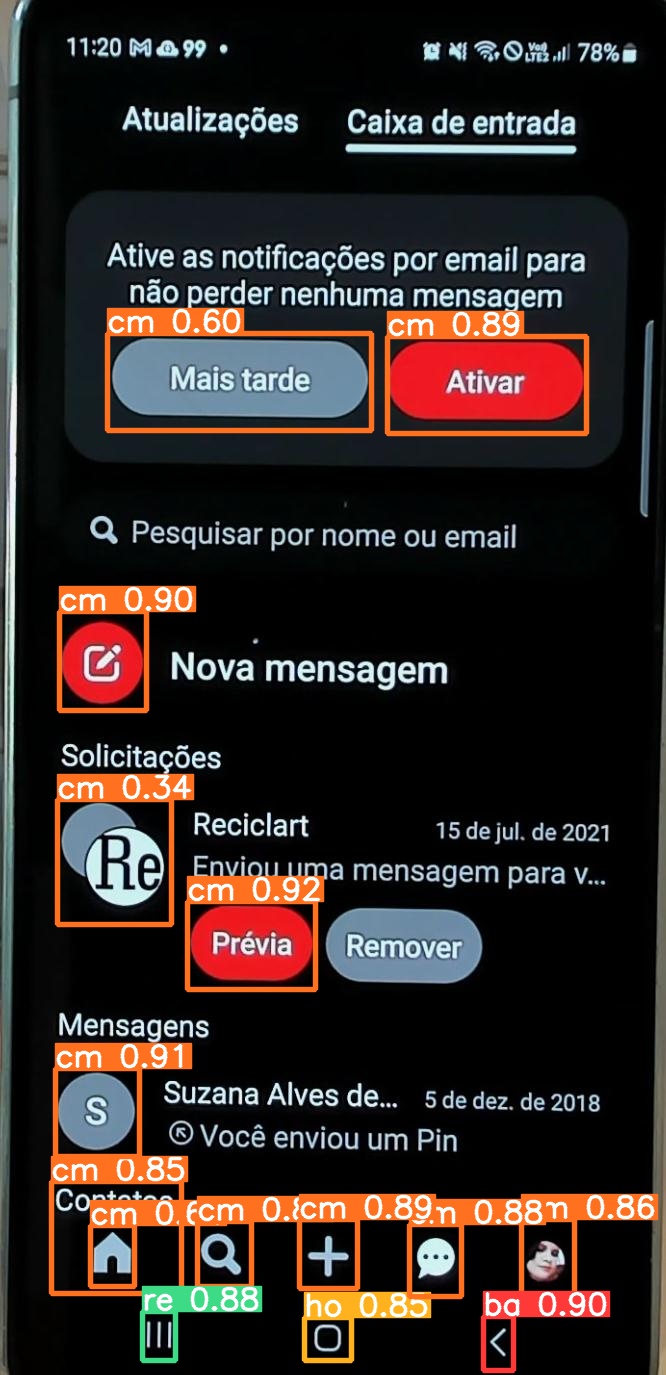 11:20 99
Vo)) LTE2 78%
Atualizações Caixa de entrada
Ative as notificações por email para
não perder nenhuma mensagem
cm 0.60 cm 0.89
Mais tarde Ativar
Pesquisar por nome ou email
cm 0.90
Nova mensagem
Solicitações
cm 0.34
Re
Reciclart 15 de jul. de 2021
Enviou uma mensagem para v...
cm 0.92
Prévia Remover
Mensagens
cm 0.91
S
Suzana Alves de... 5 de dez. de 2018
Você enviou um Pin
cm 0.85
Contatos
cm 0.6 cm 0.8 cm 0.89 m 0.88 m 0.86
re 0.88 ho 0.85 ba 0.90